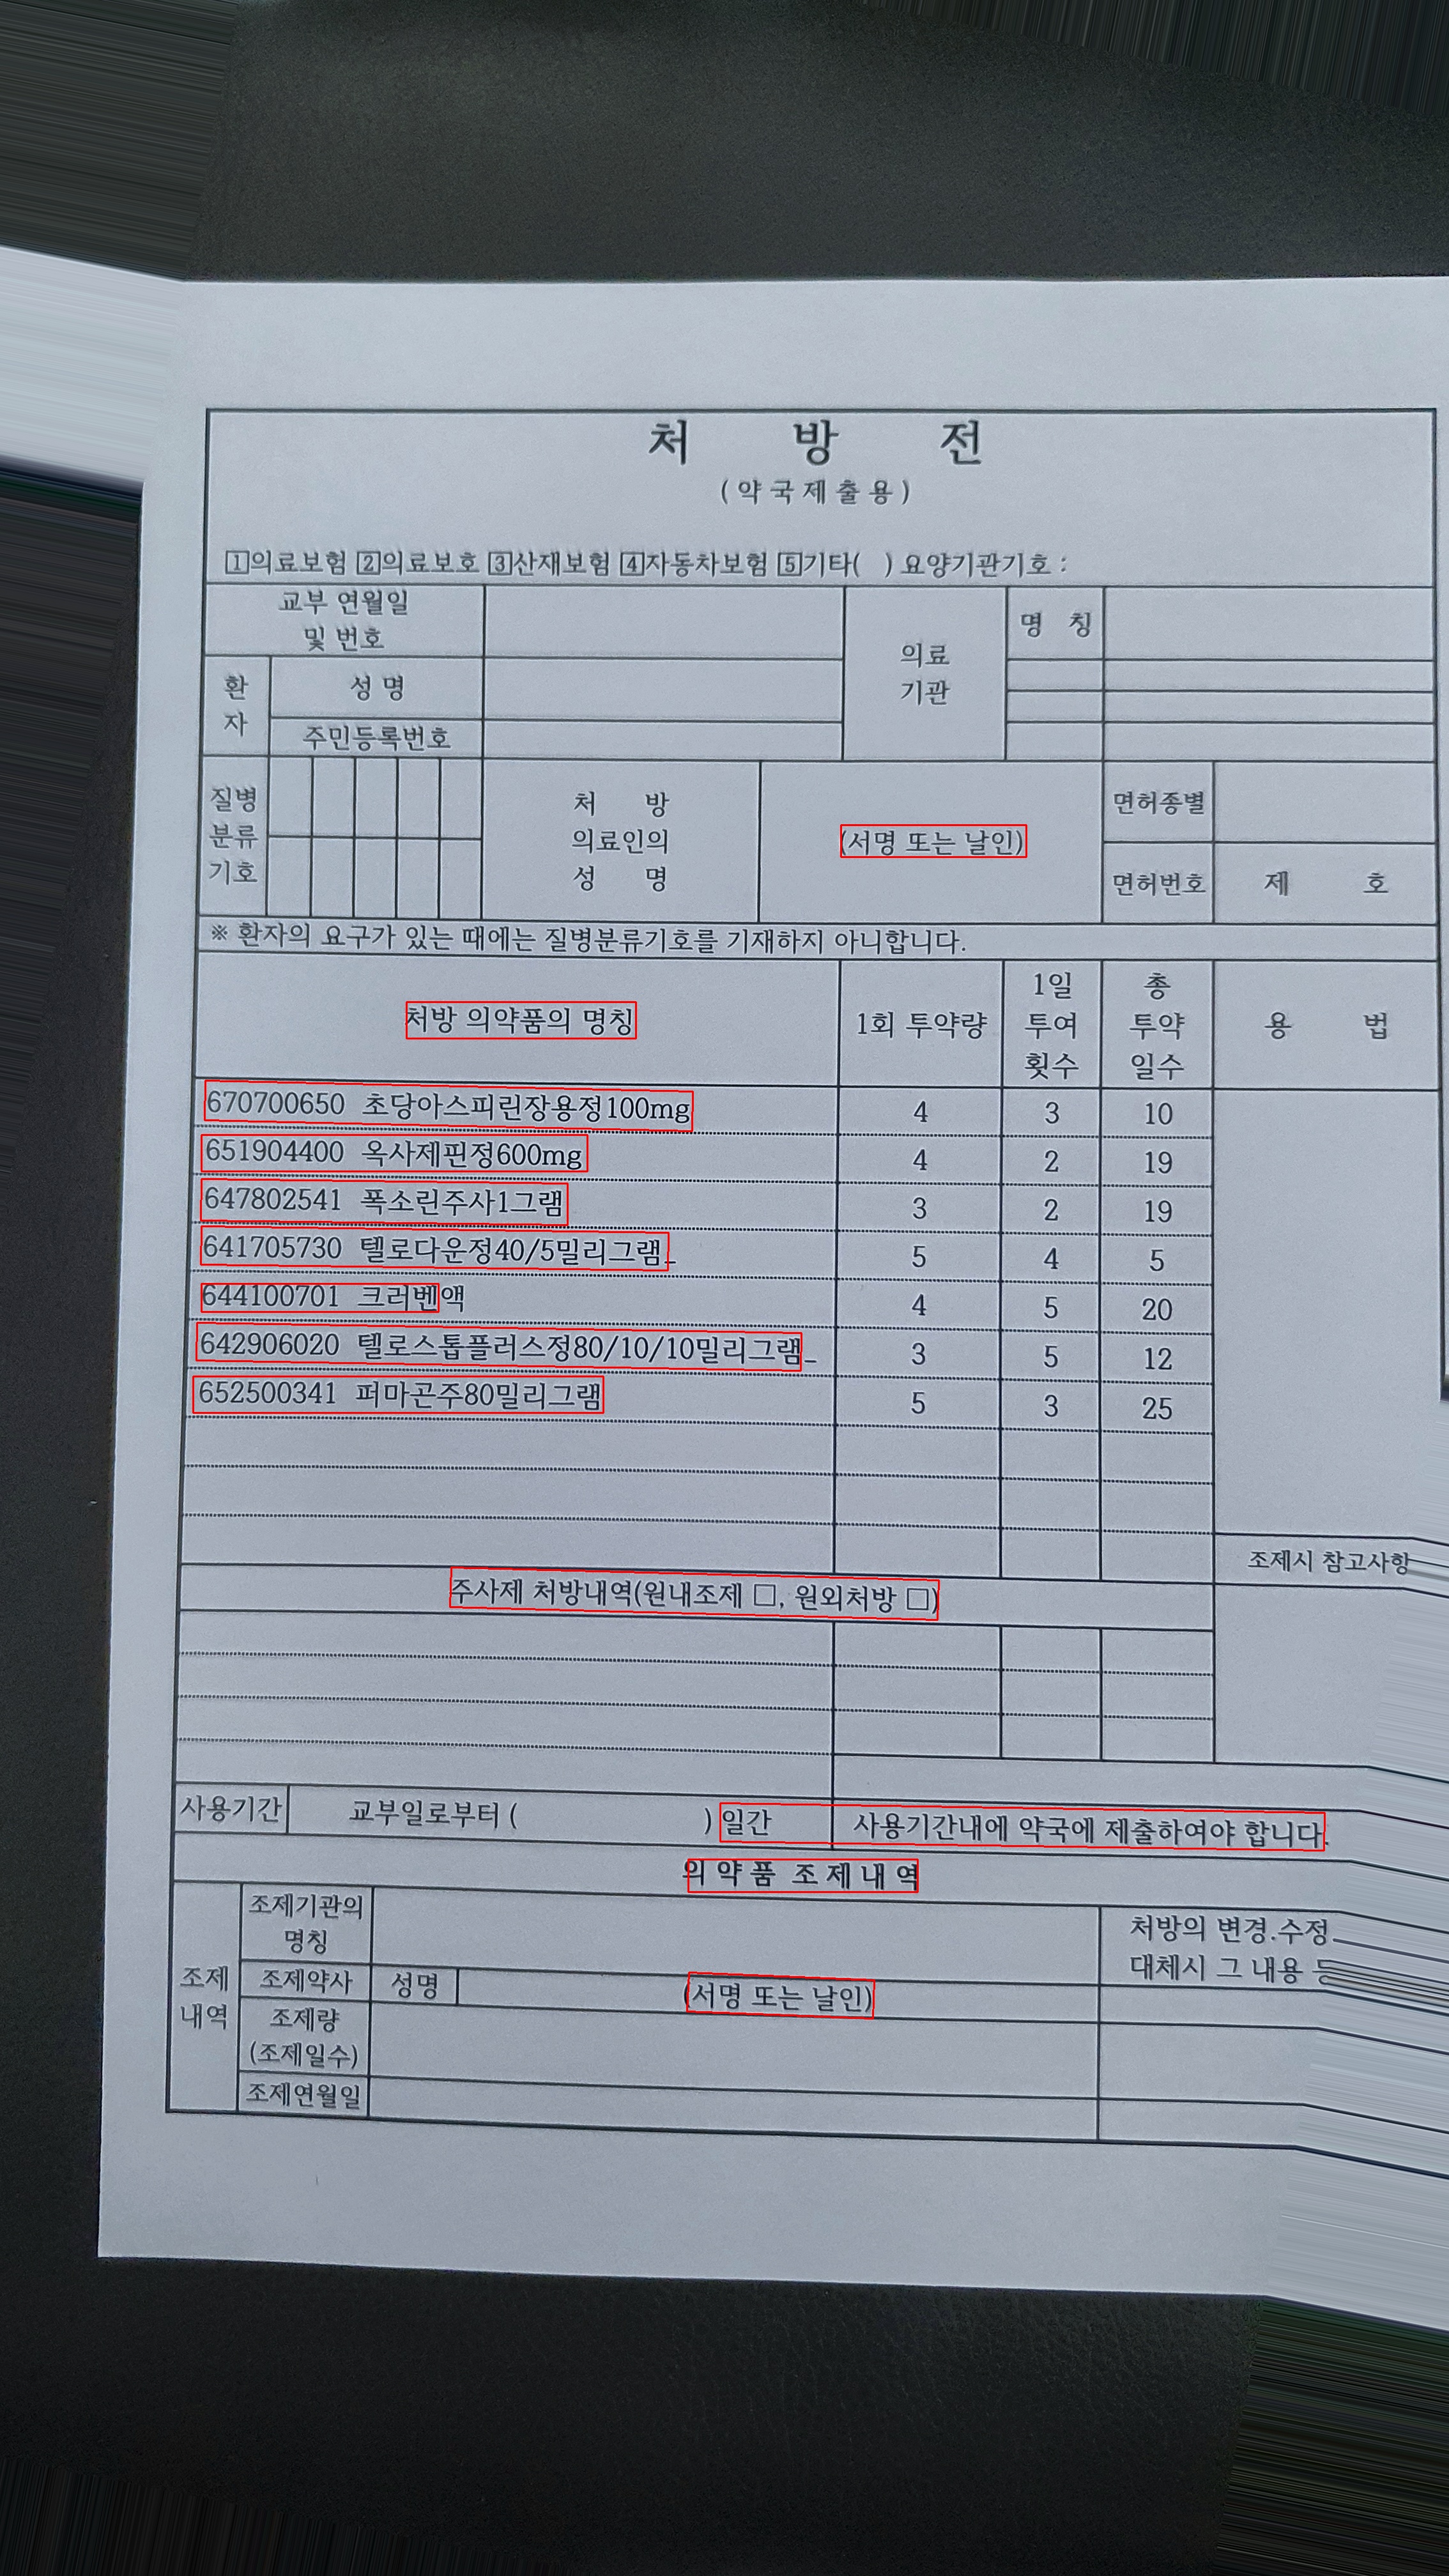 처 방 전
(약국제출용)
1의료보험 2의료보호 3산재보험 4자동차보험 5기타( ) 요양기관기호 :
교부 연월일
및 번호
의료
기관
명 칭
환
자
성 명
주민등록번호
질병
분류
기호
처 방
의료인의
성 명
(서명 또는 날인)
면허종별
면허번호 제 호
※ 환자의 요구가 있는 때에는 질병분류기호를 기재하지 아니합니다.
처방 의약품의 명칭
1회 투약량
1일
투여
횟수
총
투약
일수
용 법
670700650 초당아스피린장용정100mg 4 3 10
651904400 옥사제핀정600mg 4 2 19
647802541 폭소린주사1그램 3 2 19
641705730 텔로다운정40/5밀리그램_ 5 4 5
644100701 크러벤액 4 5 20
642906020 텔로스톱플러스정80/10/10밀리그램_ 3 5 12
652500341 퍼마곤주80밀리그램 5 3 25
조제시 참고사항
주사제 처방내역(원내조제 □, 원외처방 □)
사용기간 교부일로부터 ( ) 일간 사용기간내에 약국에 제출하여야 합니다.
의 약 품 조 제 내 역
조제
내역
조제기관의
명칭
처방의 변경.수정
대체시 그 내용
조제약사 성명 (서명 또는 날인)
조제량
(조제일수)
조제연월일